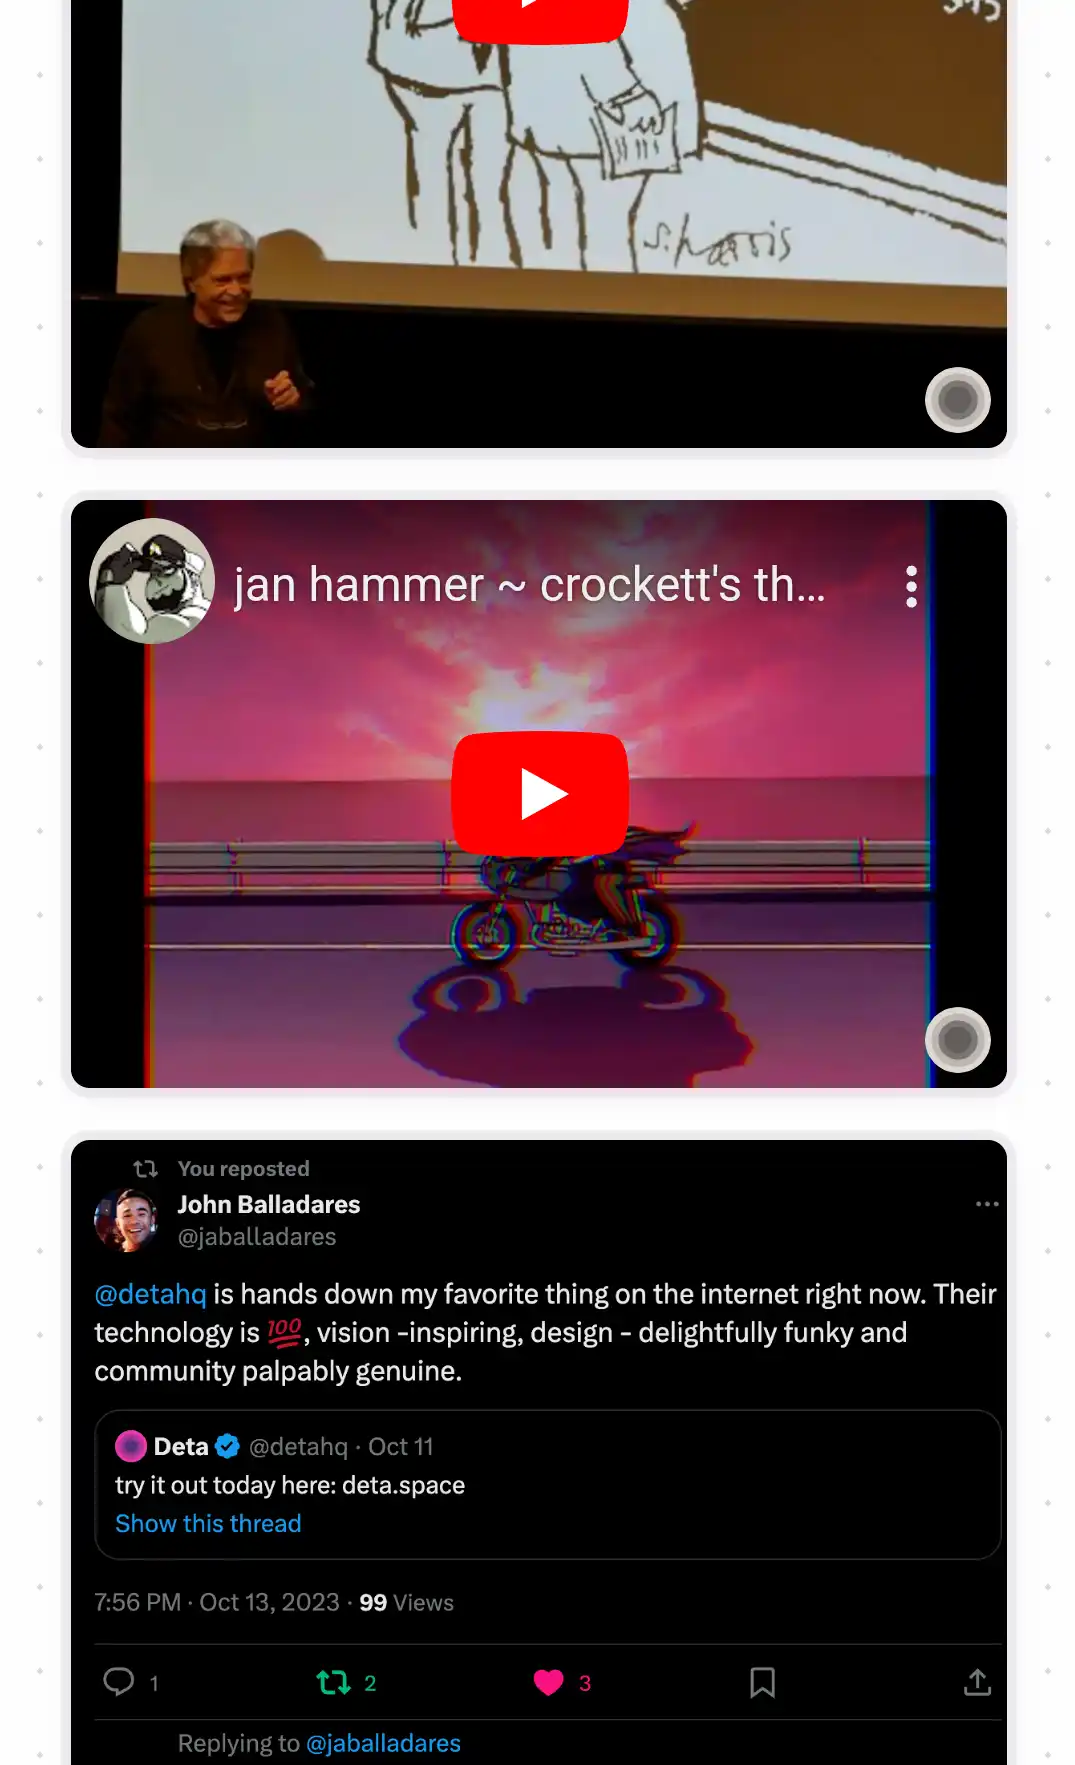 S. Harris
jan hammer ~ crockett's th...
You reposted
John Balladares
@jaballadares
@detahq is hands down my favorite thing on the internet right now. Their
technology is 💯, vision -inspiring, design - delightfully funky and
community palpably genuine.
Deta @detahq · Oct 11
try it out today here: deta.space
Show this thread
7:56 PM · Oct 13, 2023 · 99 Views
1 2 3
Replying to @jaballadares